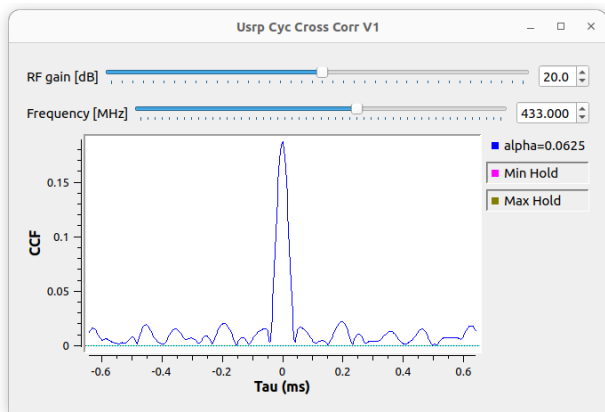 Usrp Cyc Cross Corr V1
RF gain [dB] 20.0
Frequency [MHz] 433.000
alpha=0.0625
Min Hold
Max Hold
CCF
0.15
0.1
0.05
0
-0.6 -0.4 -0.2 0 0.2 0.4 0.6
Tau (ms)